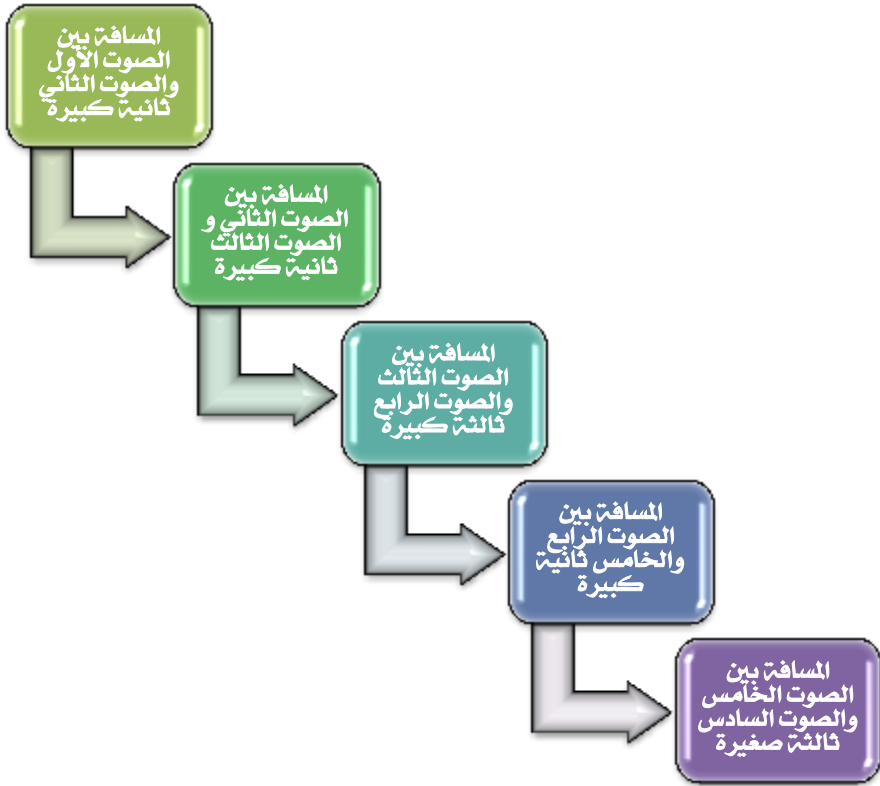 المسافة بين
الصوت الأول
والصوت الثاني
ثانية كبيرة
المسافة بين
الصوت الثاني و
الصوت الثالث
ثانية كبيرة
المسافة بين
الصوت الثالث
والصوت الرابع
ثالثة كبيرة
المسافة بين
الصوت الرابع
والخامس ثانية
كبيرة
المسافة بين
الصوت الخامس
والصوت السادس
ثالثة صغيرة